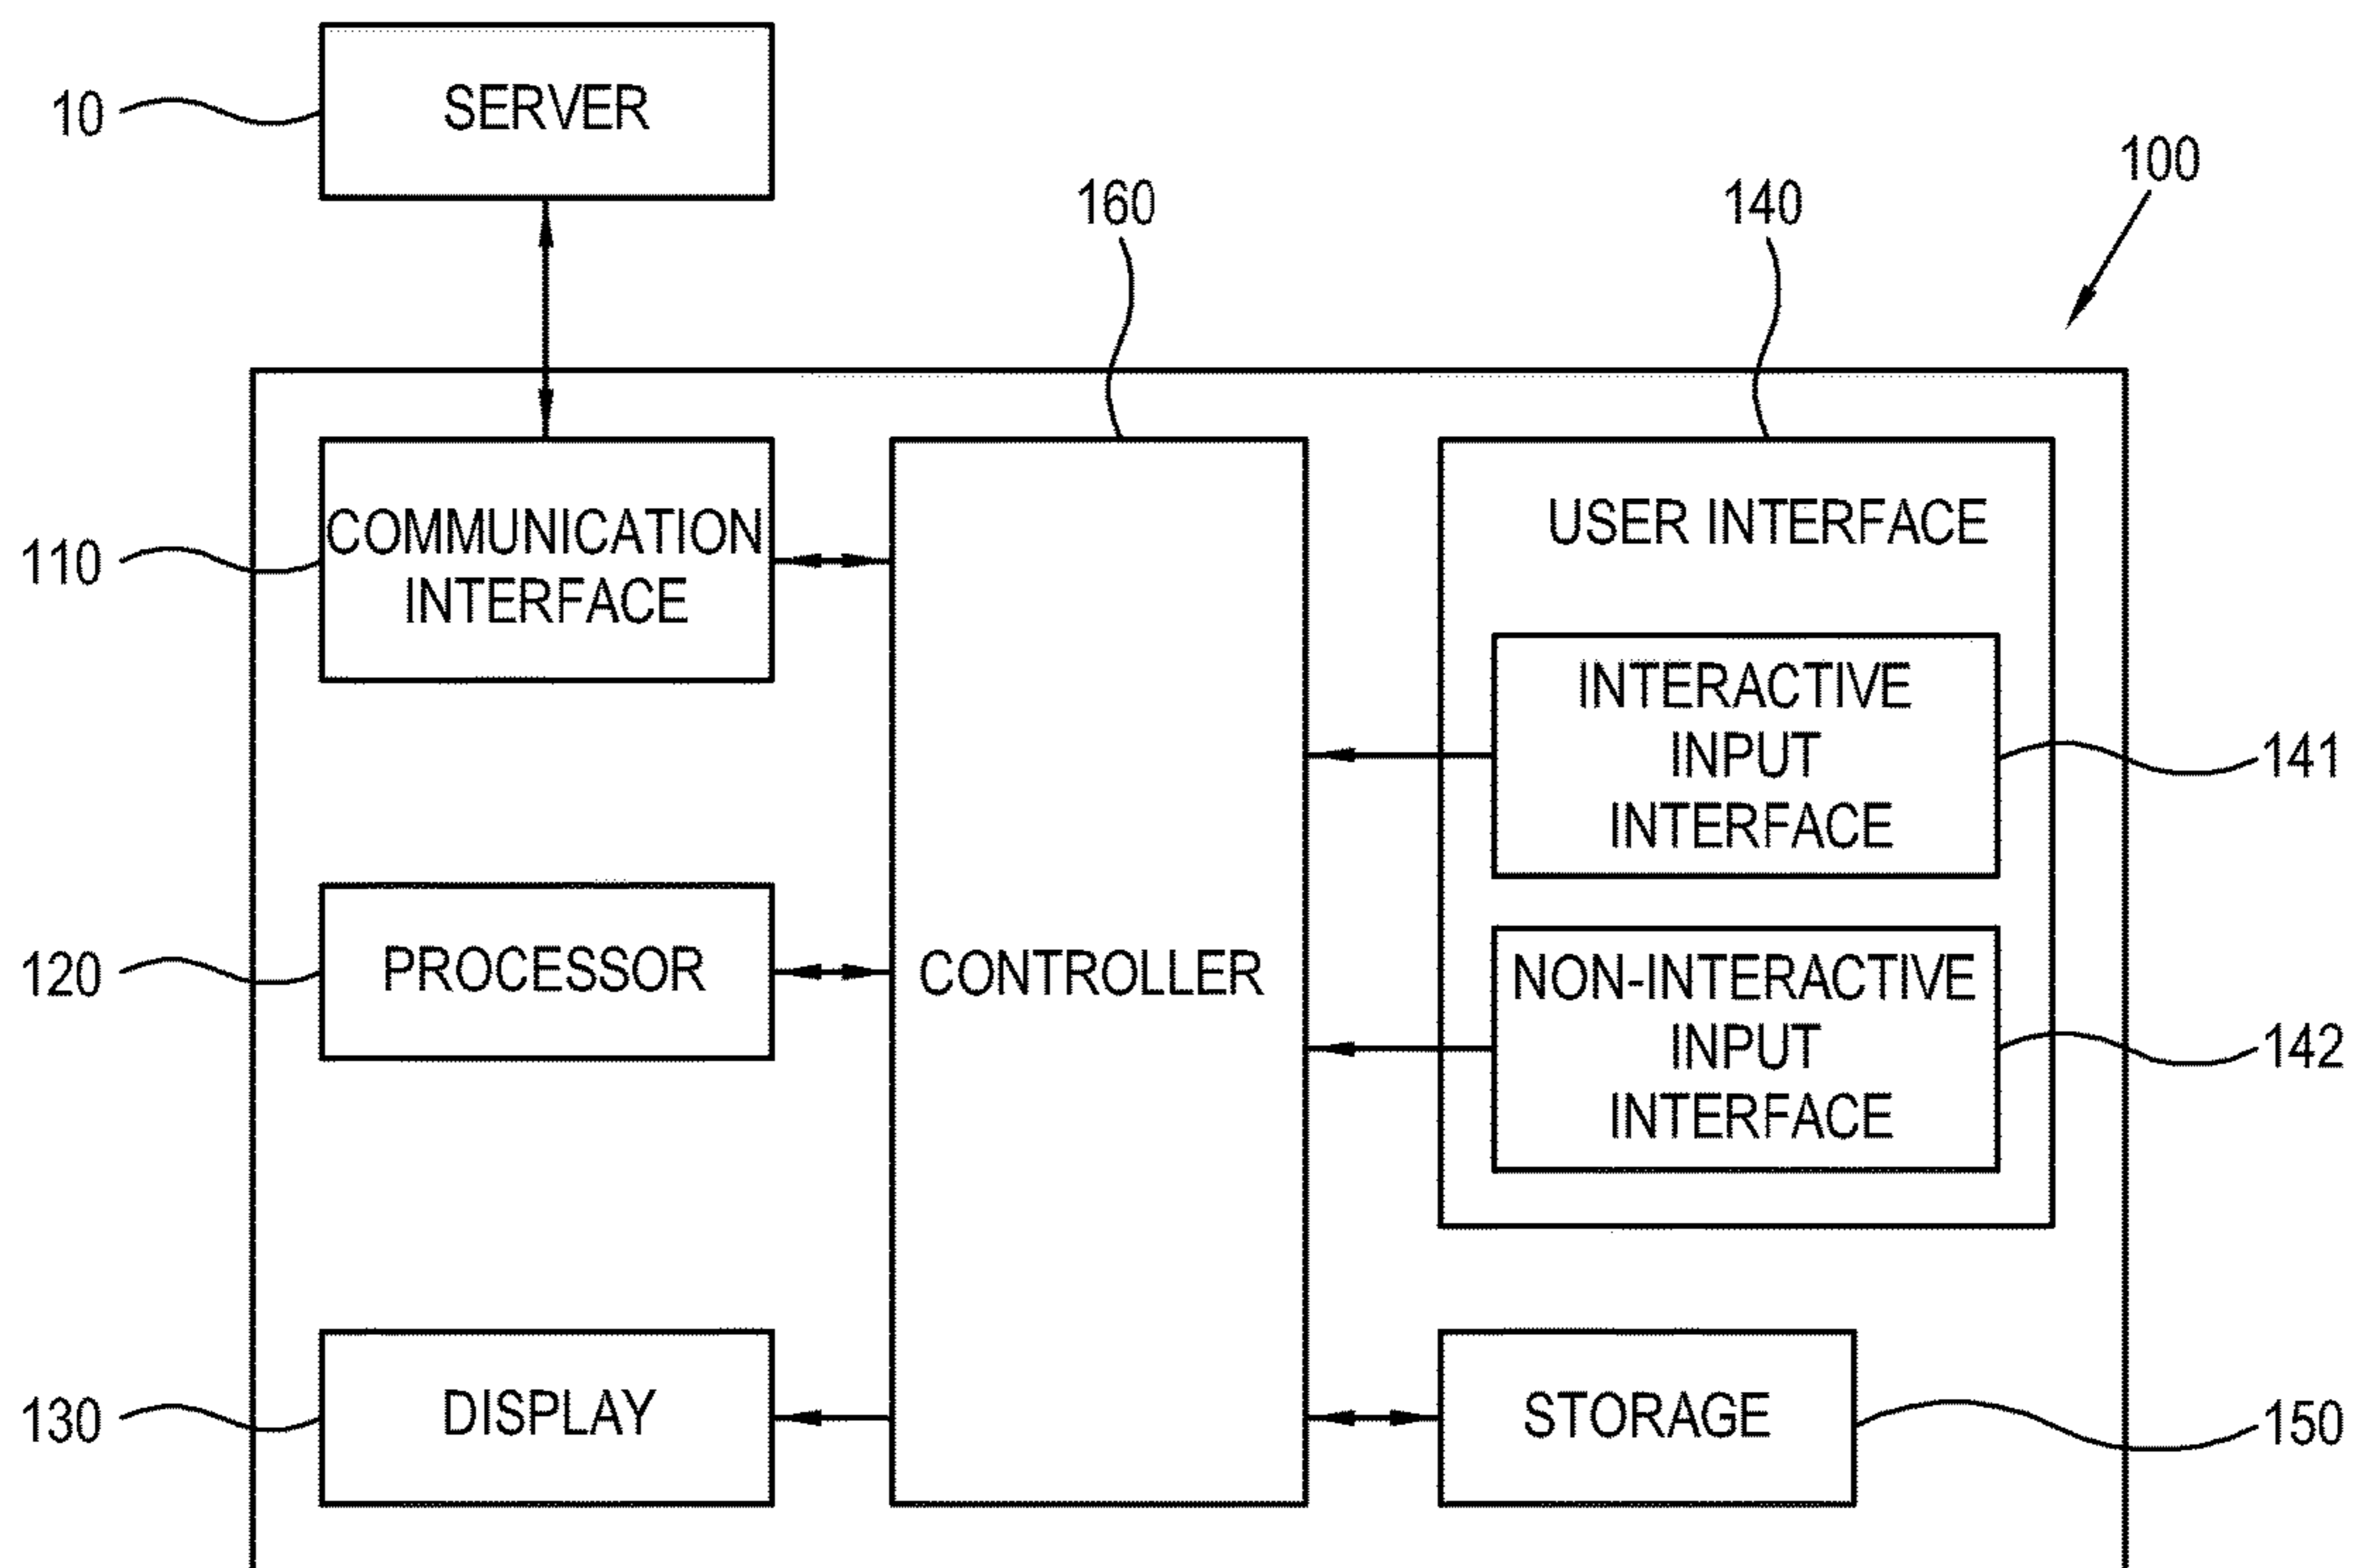 SERVER
10
100
160
140
COMMUNICATION
INTERFACE
110
USER INTERFACE
INTERACTIVE
INPUT
INTERFACE
141
PROCESSOR
120
CONTROLLER
NON-INTERACTIVE
INPUT
INTERFACE
142
DISPLAY
130
STORAGE
150